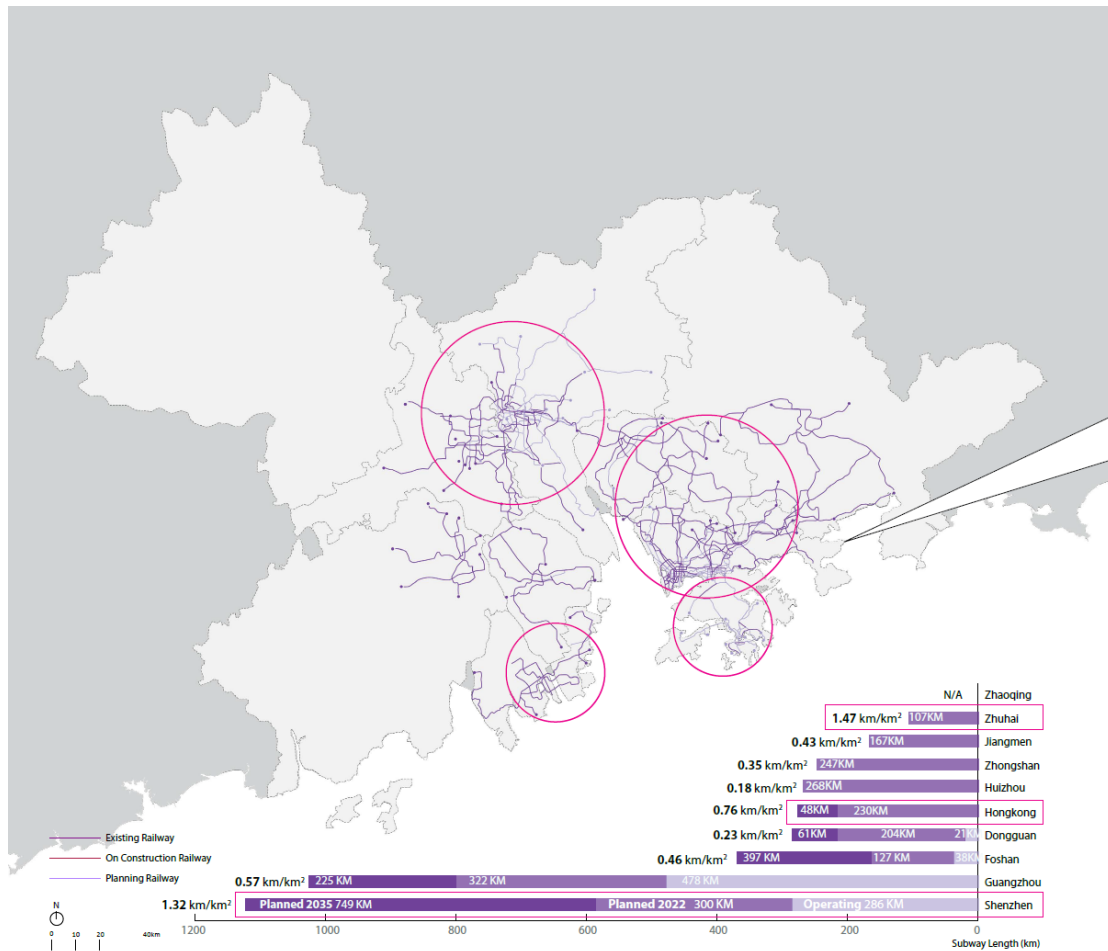 N/A Zhaoqing
1.47 km/km² 107KM Zhuhai
0.43 km/km² 167KM Jiangmen
0.35 km/km² 247KM Zhongshan
0.18 km/km² 268KM Huizhou
0.76 km/km² 48KM 230KM Hongkong
0.23 km/km² 61KM 204KM 21KM Dongguan
0.46 km/km² 397 KM 127 KM 38KM Foshan
0.57 km/km² 225 KM 322 KM 478 KM Guangzhou
1.32 km/km² Planned 2035 749 KM Planned 2022 300 KM Operating 286 KM Shenzhen
1200 1000 800 600 400 200 0
Subway Length (km)
Existing Railway
On Construction Railway
Planning Railway
N
0 10 20 40km